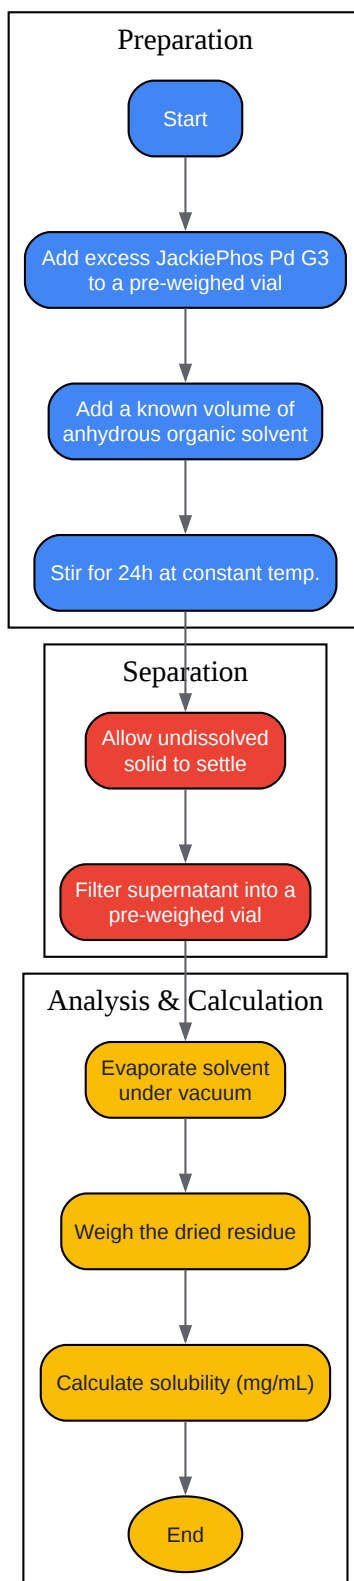 Preparation
Start
Add excess JackiePhos Pd G3
to a pre-weighed vial
Add a known volume of
anhydrous organic solvent
Stir for 24h at constant temp.
Separation
Allow undissolved
solid to settle
Filter supernatant into a
pre-weighed vial
Analysis & Calculation
Evaporate solvent
under vacuum
Weigh the dried residue
Calculate solubility (mg/mL)
End